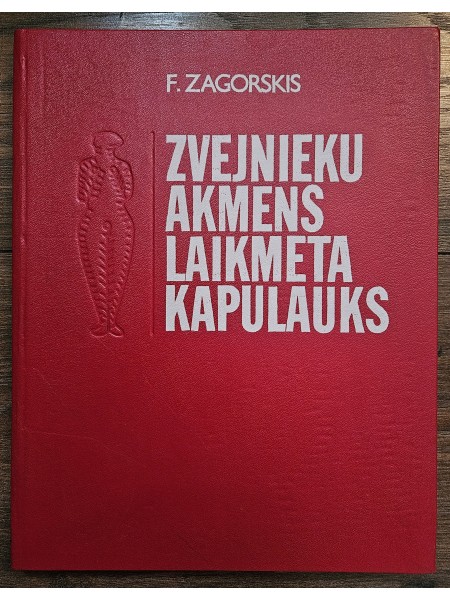 F. ZAGORSKIS
ZVEJNIEKU
AKMENS
LAIKMETA
KAPULAUKS